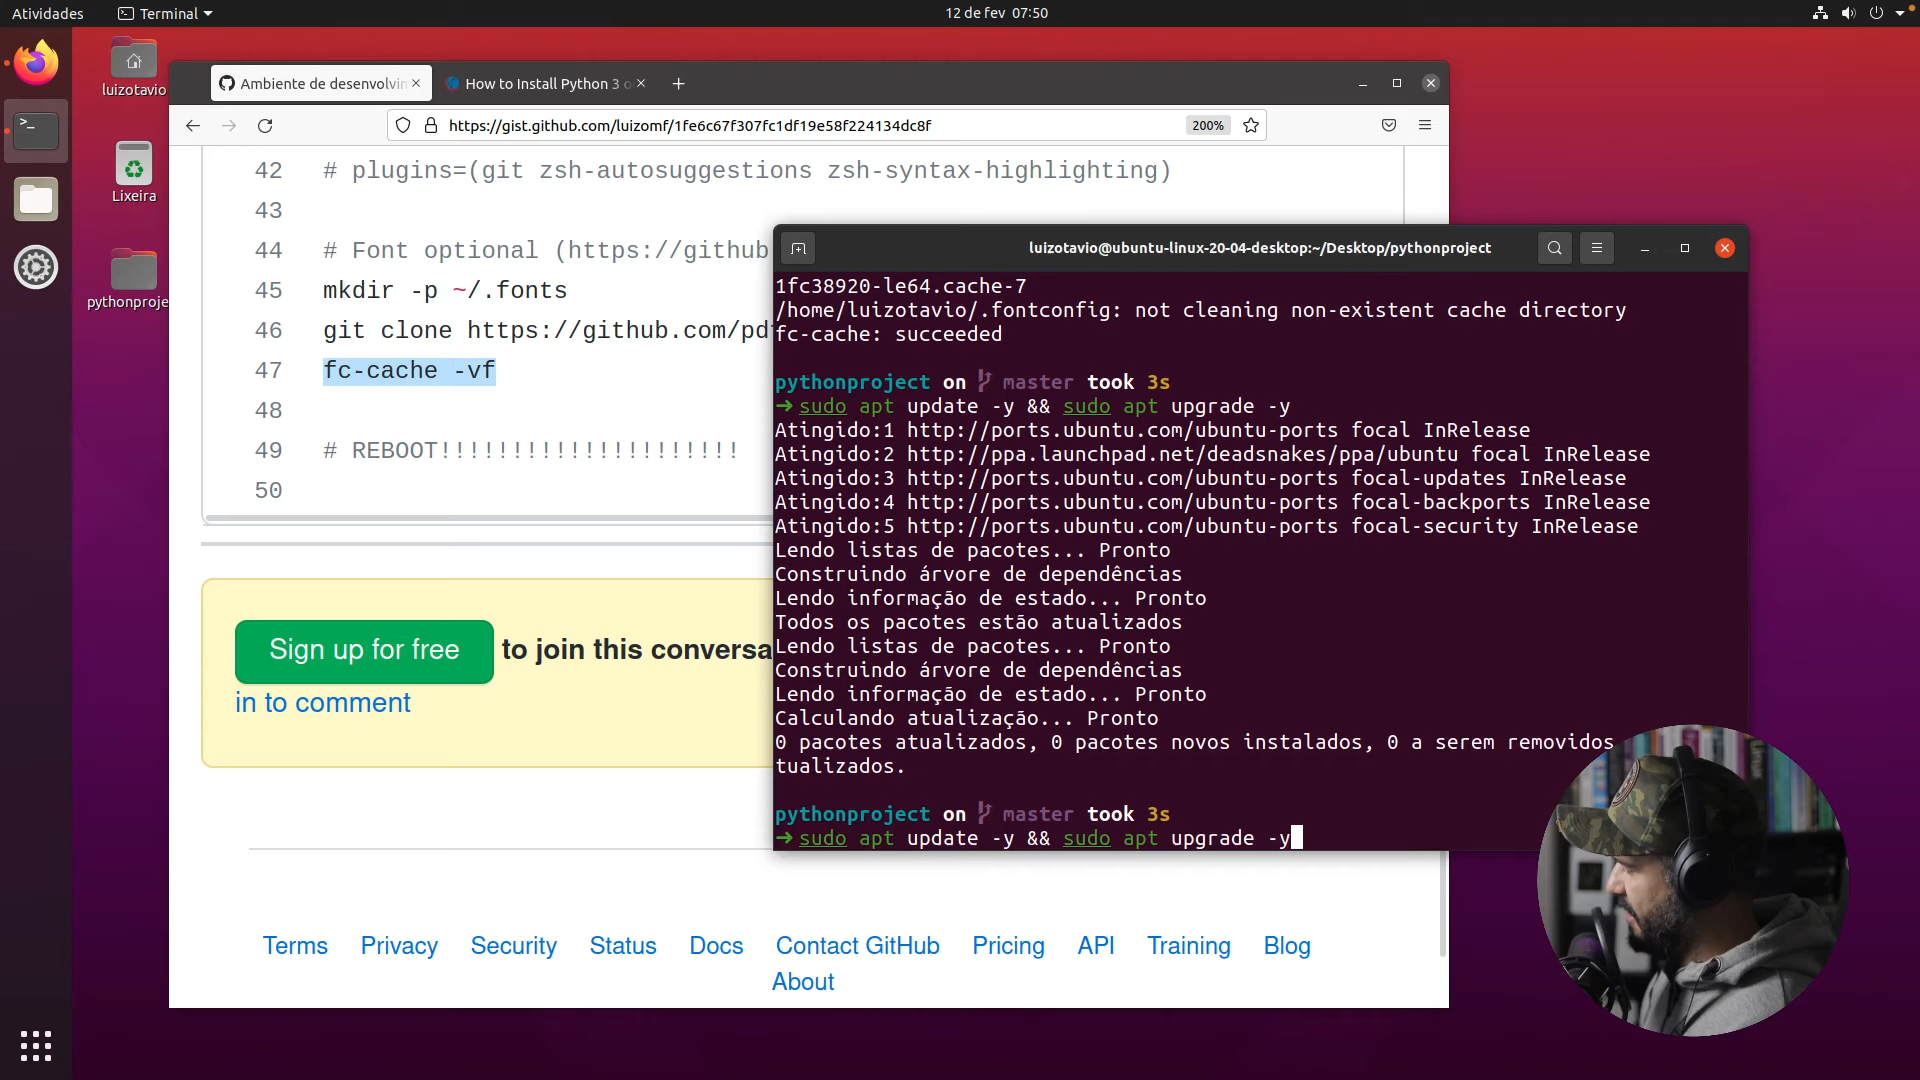 Atividades
Terminal
12 de fev 07:50
luizotavio
Lixeira
pythonproje
Ambiente de desenvolvin
How to Install Python 3 o
https://gist.github.com/luizomf/1fe6c67f307fc1df19e58f224134dc8f
200%
42 # plugins=(git zsh-autosuggestions zsh-syntax-highlighting)
43
44 # Font optional (https://github
45 mkdir -p ~/.fonts
46 git clone https://github.com/pd
47 fc-cache -vf
48
49 # REBOOT!!!!!!!!!!!!!!!!!!!!!
50
Sign up for free to join this conversa
in to comment
Terms Privacy Security Status Docs Contact GitHub Pricing API Training Blog
About
luizotavio@ubuntu-linux-20-04-desktop:~/Desktop/pythonproject
1fc38920-le64.cache-7
/home/luizotavio/.fontconfig: not cleaning non-existent cache directory
fc-cache: succeeded
pythonproject on master took 3s
➜ sudo apt update -y && sudo apt upgrade -y
Atingido:1 http://ports.ubuntu.com/ubuntu-ports focal InRelease
Atingido:2 http://ppa.launchpad.net/deadsnakes/ppa/ubuntu focal InRelease
Atingido:3 http://ports.ubuntu.com/ubuntu-ports focal-updates InRelease
Atingido:4 http://ports.ubuntu.com/ubuntu-ports focal-backports InRelease
Atingido:5 http://ports.ubuntu.com/ubuntu-ports focal-security InRelease
Lendo listas de pacotes... Pronto
Construindo árvore de dependências
Lendo informação de estado... Pronto
Todos os pacotes estão atualizados
Lendo listas de pacotes... Pronto
Construindo árvore de dependências
Lendo informação de estado... Pronto
Calculando atualização... Pronto
0 pacotes atualizados, 0 pacotes novos instalados, 0 a serem removidos
tualizados.
pythonproject on master took 3s
➜ sudo apt update -y && sudo apt upgrade -y